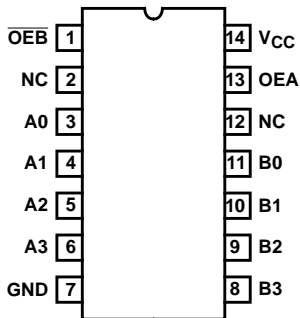 O̅E̅B̅ 1 14 VCC
NC 2 13 OEA
A0 3 12 NC
A1 4 11 B0
A2 5 10 B1
A3 6 9 B2
GND 7 8 B3